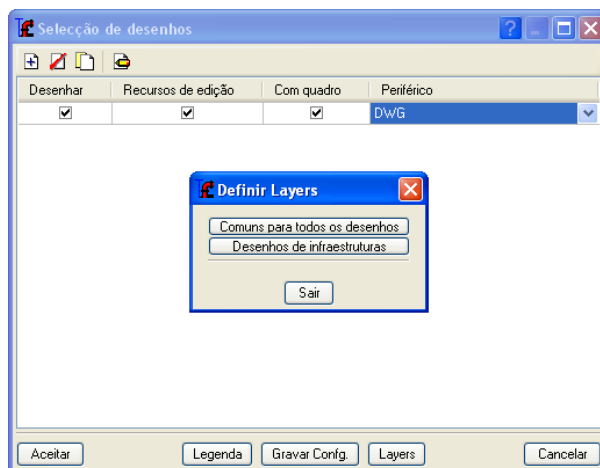 Selecção de desenhos
Desenhar Recursos de edição Com quadro Periférico
DWG
Definir Layers
Comuns para todos os desenhos
Desenhos de infraestruturas
Sair
Aceitar Legenda Gravar Confg. Layers Cancelar